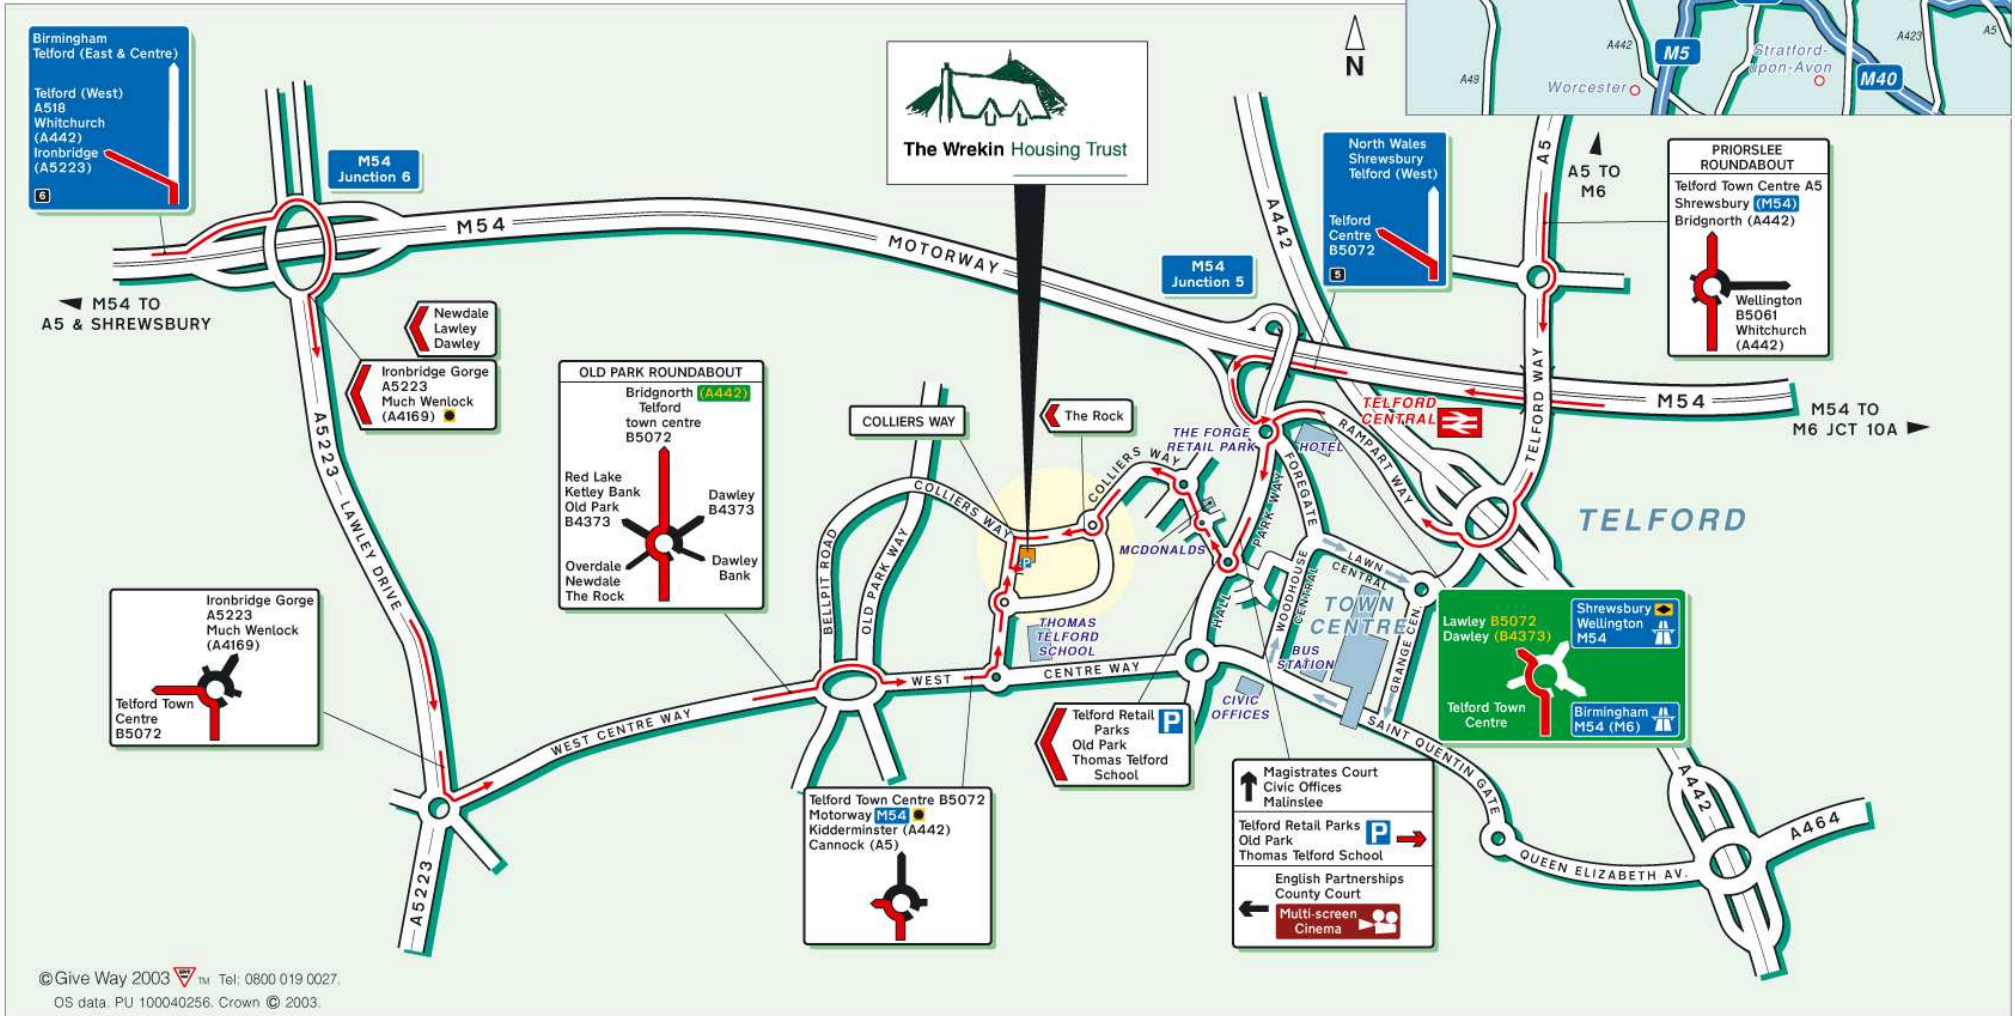 Birmingham
Telford (East & Centre)
Telford (West)
A518
Whitchurch
(A442)
Ironbridge
(A5223)
6
M54
Junction 6
M54
MOTORWAY
M54 TO
A5 & SHREWSBURY
Newdale
Lawley
Dawley
Ironbridge Gorge
A5223
Much Wenlock
(A4169)
A5223
LAWLEY DRIVE
The Wrekin Housing Trust
N
A49
A442
M5
Worcester
Stratford-
upon-Avon
M40
A423
A5
A442
North Wales
Shrewsbury
Telford (West)
Telford
Centre
B5072
5
M54
Junction 5
A5
A5 TO
M6
PRIORSLEE
ROUNDABOUT
Telford Town Centre A5
Shrewsbury (M54)
Bridgnorth (A442)
Wellington
B5061
Whitchurch
(A442)
TELFORD WAY
M54
M54 TO
M6 JCT 10A
OLD PARK ROUNDABOUT
Bridgnorth (A442)
Telford
town centre
B5072
Red Lake
Ketley Bank
Old Park
B4373
Dawley
B4373
Overdale
Newdale
The Rock
Dawley
Bank
COLLIERS WAY
The Rock
COLLIERS WAY
COLLIERS WAY
BELLPIT ROAD
OLD PARK WAY
P
THE FORGE
RETAIL PARK
HOTEL
TELFORD
CENTRAL
RAMPART WAY
FOREGATE
PARK WAY
HALL
MCDONALDS
WOODHOUSE
CENTRAL
LAWN
CENTRAL
TELFORD
TOWN
CENTRE
GRANGE CEN.
BUS
STATION
CIVIC
OFFICES
THOMAS
TELFORD
SCHOOL
WEST
CENTRE WAY
WEST CENTRE WAY
SAINT QUENTIN GATE
QUEEN ELIZABETH AV.
A442
A464
Ironbridge Gorge
A5223
Much Wenlock
(A4169)
Telford Town
Centre
B5072
A5223
Telford Town Centre B5072
Motorway M54
Kidderminster (A442)
Cannock (A5)
Telford Retail P
Parks
Old Park
Thomas Telford
School
Magistrates Court
Civic Offices
Malinslee
Telford Retail Parks P
Old Park
Thomas Telford School
English Partnerships
County Court
Multi-screen
Cinema
Lawley B5072
Dawley (B4373)
Shrewsbury
Wellington
M54
Telford Town
Centre
Birmingham
M54 (M6)
A442
© Give Way 2003 GIVE WAY TM Tel: 0800 019 0027.
OS data. PU 100040256. Crown © 2003.